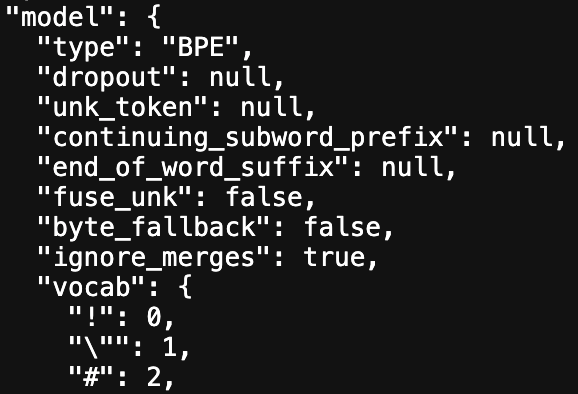 "model": {
"type": "BPE",
"dropout": null,
"unk_token": null,
"continuing_subword_prefix": null,
"end_of_word_suffix": null,
"fuse_unk": false,
"byte_fallback": false,
"ignore_merges": true,
"vocab": {
"!": 0,
"\"": 1,
"#": 2,